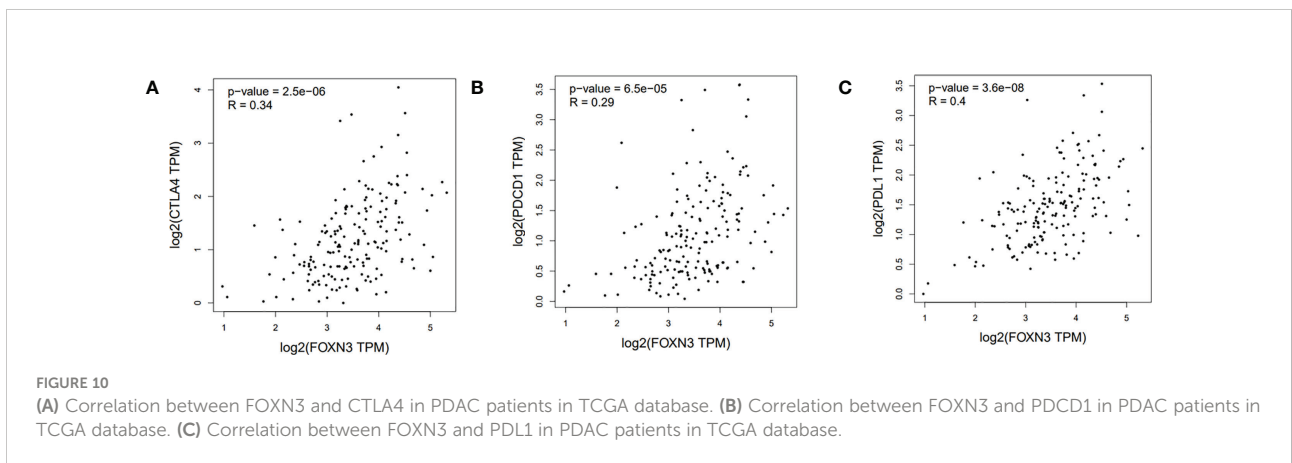 A
p-value = 2.5e-06
R = 0.34
4
3
2
1
0
log2(CTLA4 TPM)
1 2 3 4 5
log2(FOXN3 TPM)
B
p-value = 6.5e-05
R = 0.29
3.5
3.0
2.5
2.0
1.5
1.0
0.5
0.0
log2(PDCD1 TPM)
1 2 3 4 5
log2(FOXN3 TPM)
C
p-value = 3.6e-08
R = 0.4
3.5
3.0
2.5
2.0
1.5
1.0
0.5
0.0
log2(PDL1 TPM)
1 2 3 4 5
log2(FOXN3 TPM)
FIGURE 10
(A) Correlation between FOXN3 and CTLA4 in PDAC patients in TCGA database. (B) Correlation between FOXN3 and PDCD1 in PDAC patients in
TCGA database. (C) Correlation between FOXN3 and PDL1 in PDAC patients in TCGA database.